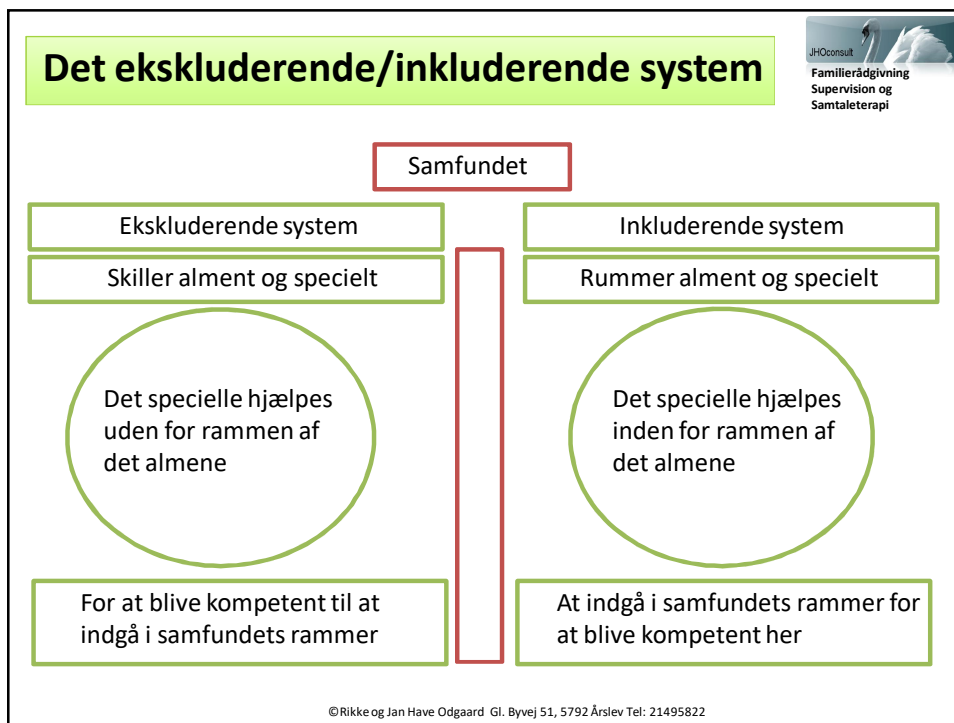 Det ekskluderende/inkluderende system
JHOconsult
Familierådgivning
Supervision og
Samtaleterapi
Samfundet
Ekskluderende system
Skiller alment og specielt
Det specielle hjælpes
uden for rammen af
det almene
For at blive kompetent til at
indgå i samfundets rammer
Inkluderende system
Rummer alment og specielt
Det specielle hjælpes
inden for rammen af
det almene
At indgå i samfundets rammer for
at blive kompetent her
©Rikke og Jan Have Odgaard Gl. Byvej 51, 5792 Årslev Tel: 21495822